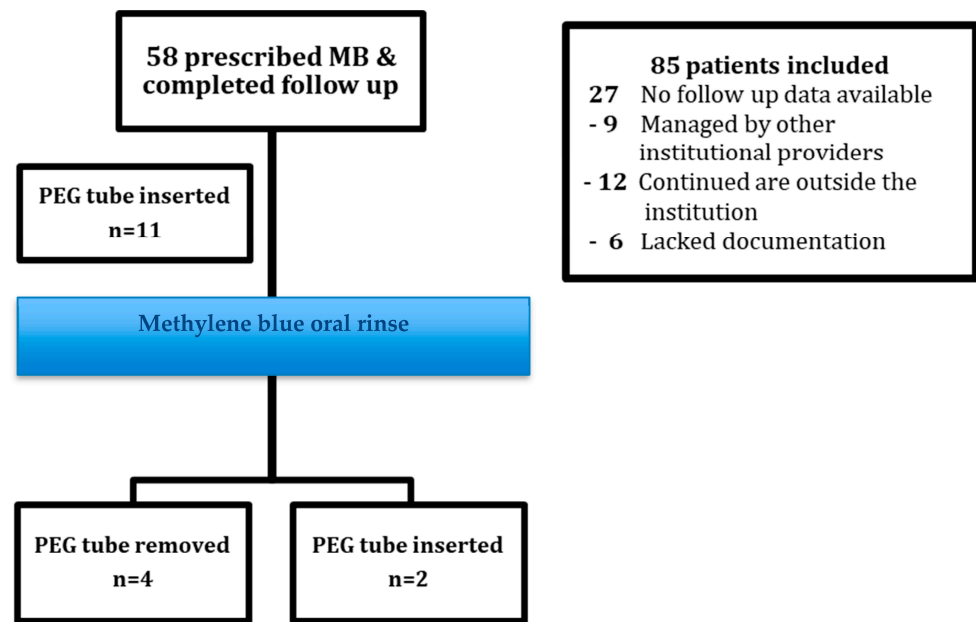 58 prescribed MB &
completed follow up
PEG tube inserted
n=11
Methylene blue oral rinse
PEG tube removed
n=4
PEG tube inserted
n=2
85 patients included
27 No follow up data available
- 9 Managed by other
institutional providers
- 12 Continued are outside the
institution
- 6 Lacked documentation